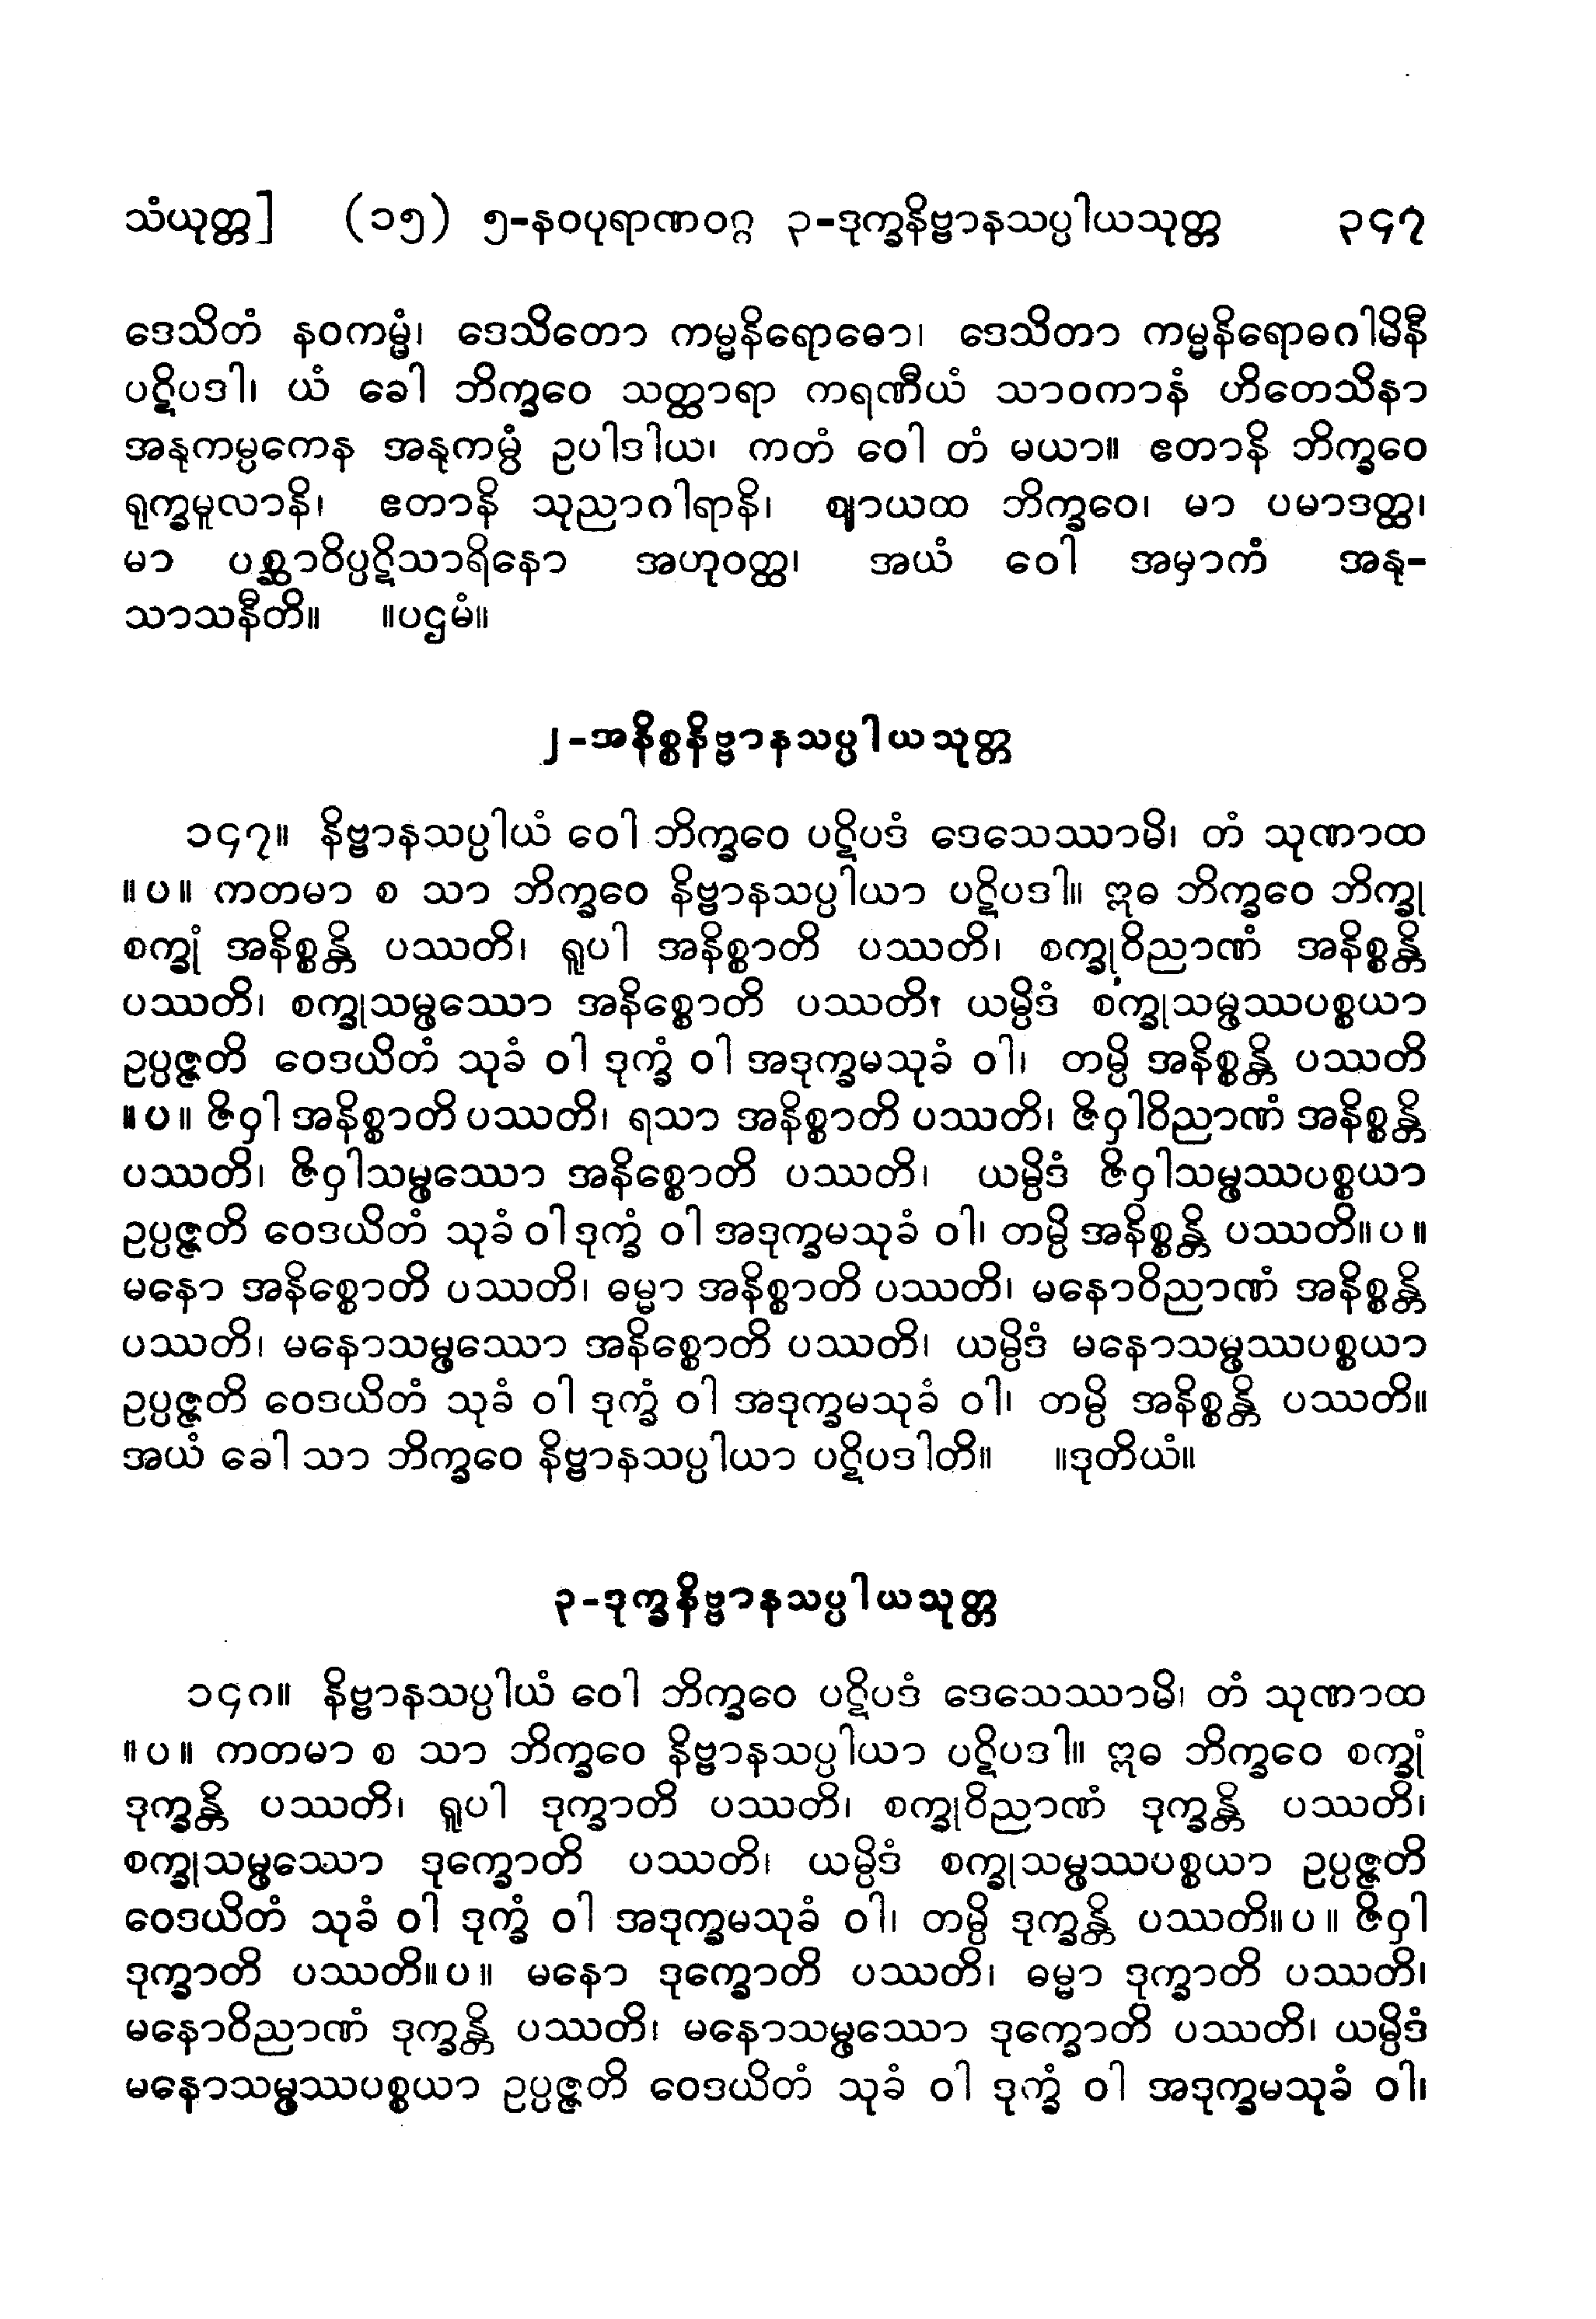 သံယုတ္တ] (၁၅) ၅-နဝပုရာဏဝဂ္ဂ ၃-ဒုက္ခနိဗ္ဗာနသပ္ပါယသုတ္တ ၃၄၇
ဒေသိတံ နဝကမ္မံ၊ ဒေသိတော ကမ္မနိရောဓော၊ ဒေသိတာ ကမ္မနိရောဓဂါမိနီ
ပဋိပဒါ၊ ယံ ခေါ ဘိက္ခဝေ သတ္ထာရာ ကရဏီယံ သာဝကာနံ ဟိတေသိနာ
အနုကမ္ပကေန အနုကမ္ပံ ဥပါဒါယ၊ ကတံ ဝေါ တံ မယာ။ ဧတာနိ ဘိက္ခဝေ
ရုက္ခမူလာနိ၊ ဧတာနိ သုညာဂါရာနိ၊ ဈာယထ ဘိက္ခဝေ၊ မာ ပမာဒတ္ထ၊
မာ ပစ္ဆာဝိပ္ပဋိသာရိနော အဟုဝတ္ထ၊ အယံ ဝေါ အမှာကံ အနု-
သာသနီတိ။ ။ပဌမံ။
၂-အနိစ္စနိဗ္ဗာနသပ္ပါယသုတ္တ
၁၄၇။ နိဗ္ဗာနသပ္ပါယံ ဝေါ ဘိက္ခဝေ ပဋိပဒံ ဒေသေဿာမိ၊ တံ သုဏာထ
။ပ။ ကတမာ စ သာ ဘိက္ခဝေ နိဗ္ဗာနသပ္ပါယာ ပဋိပဒါ။ ဣဓ ဘိက္ခဝေ ဘိက္ခု
စက္ခုံ အနိစ္စန္တိ ပဿတိ၊ ရူပါ အနိစ္စာတိ ပဿတိ၊ စက္ခုဝိညာဏံ အနိစ္စန္တိ
ပဿတိ၊ စက္ခုသမ္ဖဿော အနိစ္စောတိ ပဿတိ၊ ယမ္ပိဒံ စက္ခုသမ္ဖဿပစ္စယာ
ဥပ္ပဇ္ဇတိ ဝေဒယိတံ သုခံ ဝါ ဒုက္ခံ ဝါ အဒုက္ခမသုခံ ဝါ၊ တမ္ပိ အနိစ္စန္တိ ပဿတိ
။ပ။ ဇိဝှါ အနိစ္စာတိ ပဿတိ၊ ရသာ အနိစ္စာတိ ပဿတိ၊ ဇိဝှါဝိညာဏံ အနိစ္စန္တိ
ပဿတိ၊ ဇိဝှါသမ္ဖဿော အနိစ္စောတိ ပဿတိ၊ ယမ္ပိဒံ ဇိဝှါသမ္ဖဿပစ္စယာ
ဥပ္ပဇ္ဇတိ ဝေဒယိတံ သုခံ ဝါ ဒုက္ခံ ဝါ အဒုက္ခမသုခံ ဝါ၊ တမ္ပိ အနိစ္စန္တိ ပဿတိ။ပ။
မနော အနိစ္စောတိ ပဿတိ၊ ဓမ္မာ အနိစ္စာတိ ပဿတိ၊ မနောဝိညာဏံ အနိစ္စန္တိ
ပဿတိ၊ မနောသမ္ဖဿော အနိစ္စောတိ ပဿတိ၊ ယမ္ပိဒံ မနောသမ္ဖဿပစ္စယာ
ဥပ္ပဇ္ဇတိ ဝေဒယိတံ သုခံ ဝါ ဒုက္ခံ ဝါ အဒုက္ခမသုခံ ဝါ၊ တမ္ပိ အနိစ္စန္တိ ပဿတိ။
အယံ ခေါ သာ ဘိက္ခဝေ နိဗ္ဗာနသပ္ပါယာ ပဋိပဒါတိ။ ။ဒုတိယံ။
၃-ဒုက္ခနိဗ္ဗာနသပ္ပါယသုတ္တ
၁၄၈။ နိဗ္ဗာနသပ္ပါယံ ဝေါ ဘိက္ခဝေ ပဋိပဒံ ဒေသေဿာမိ၊ တံ သုဏာထ
။ပ။ ကတမာ စ သာ ဘိက္ခဝေ နိဗ္ဗာနသပ္ပါယာ ပဋိပဒါ။ ဣဓ ဘိက္ခဝေ စက္ခုံ
ဒုက္ခန္တိ ပဿတိ၊ ရူပါ ဒုက္ခာတိ ပဿတိ၊ စက္ခုဝိညာဏံ ဒုက္ခန္တိ ပဿတိ၊
စက္ခုသမ္ဖဿော ဒုက္ခောတိ ပဿတိ၊ ယမ္ပိဒံ စက္ခုသမ္ဖဿပစ္စယာ ဥပ္ပဇ္ဇတိ
ဝေဒယိတံ သုခံ ဝါ ဒုက္ခံ ဝါ အဒုက္ခမသုခံ ဝါ၊ တမ္ပိ ဒုက္ခန္တိ ပဿတိ။ပ။ ဇိဝှါ
ဒုက္ခာတိ ပဿတိ။ပ။ မနော ဒုက္ခောတိ ပဿတိ၊ ဓမ္မာ ဒုက္ခာတိ ပဿတိ၊
မနောဝိညာဏံ ဒုက္ခန္တိ ပဿတိ၊ မနောသမ္ဖဿော ဒုက္ခောတိ ပဿတိ၊ ယမ္ပိဒံ
မနောသမ္ဖဿပစ္စယာ ဥပ္ပဇ္ဇတိ ဝေဒယိတံ သုခံ ဝါ ဒုက္ခံ ဝါ အဒုက္ခမသုခံ ဝါ၊